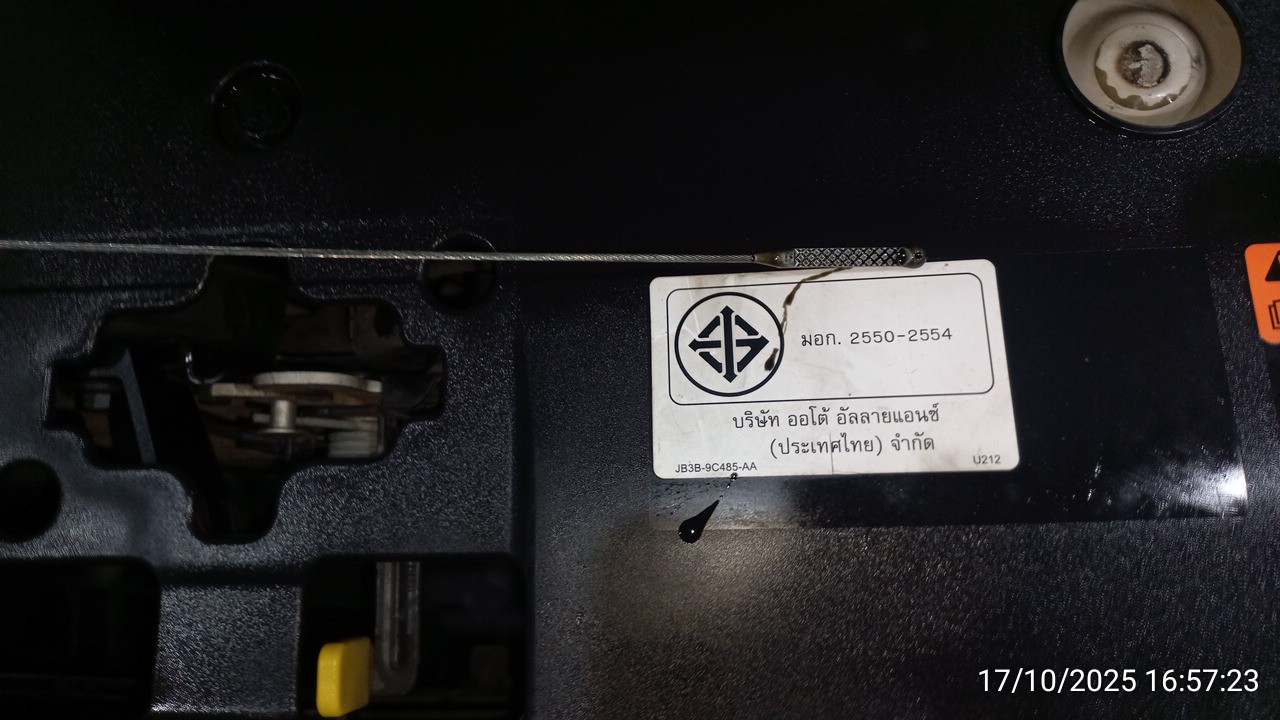 มอก. 2550-2554
บริษัท ออโต้ อัลลายแอนซ์
(ประเทศไทย) จำกัด
JB3B-9C485-AA U212
17/10/2025 16:57:23